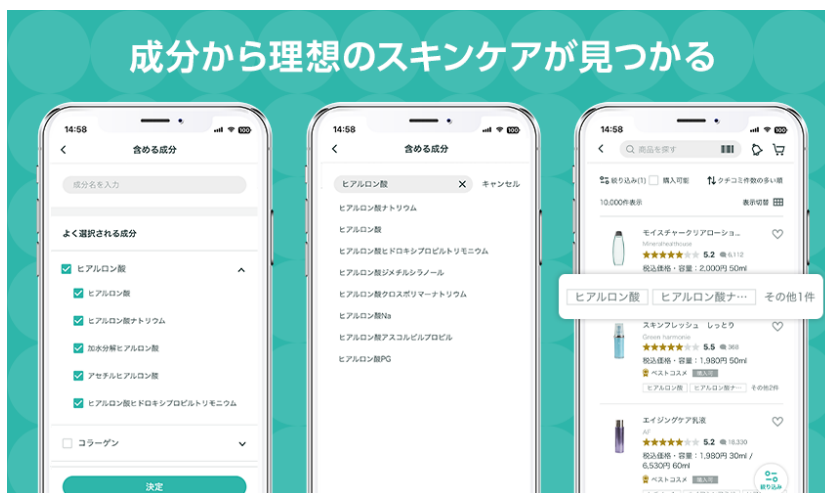 成分から理想のスキンケアが見つかる
14:58
100
含める成分
成分名を入力
よく選択される成分
ヒアルロン酸
ヒアルロン酸
ヒアルロン酸ナトリウム
加水分解ヒアルロン酸
アセチルヒアルロン酸
ヒアルロン酸ヒドロキシプロピルトリモニウム
コラーゲン
決定
14:58
100
含める成分
ヒアルロン酸
キャンセル
ヒアルロン酸ナトリウム
ヒアルロン酸
ヒアルロン酸ヒドロキシプロピルトリモニウム
ヒアルロン酸ジメチルシラノール
ヒアルロン酸クロスポリマーナトリウム
ヒアルロン酸Na
ヒアルロン酸アスコルビルプロピル
ヒアルロン酸PG
14:58
100
商品を探す
絞り込み(1) 購入可能 クチコミ件数の多い順
10,000件表示 表示切替
モイスチャークリアローショ...
Mineralhealthouse
5.2 6,112
税込価格・容量：2,000円 50ml
ヒアルロン酸 ヒアルロン酸ナ… その他1件
スキンフレッシュ しっとり
Green harmonie
5.5 368
税込価格・容量：1,980円 50ml
ベストコスメ 購入可
ヒアルロン酸 ヒアルロン酸ナ… その他2件
エイジングケア乳液
AF
5.2 18,330
税込価格・容量：1,980円 30ml /
6,530円 60ml
ベストコスメ 購入可
絞り込み